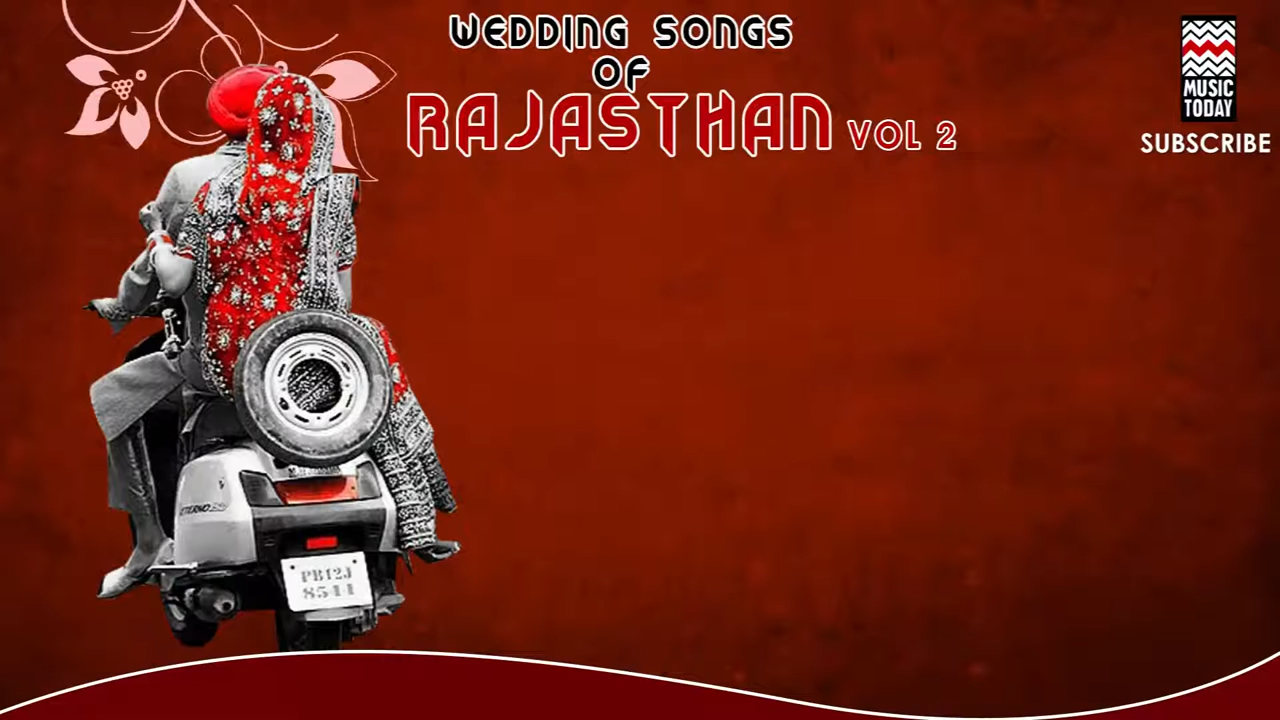 WEDDING SONGS
OF
RAJASTHAN VOL 2
MUSIC
TODAY
SUBSCRIBE
PB12J
8544